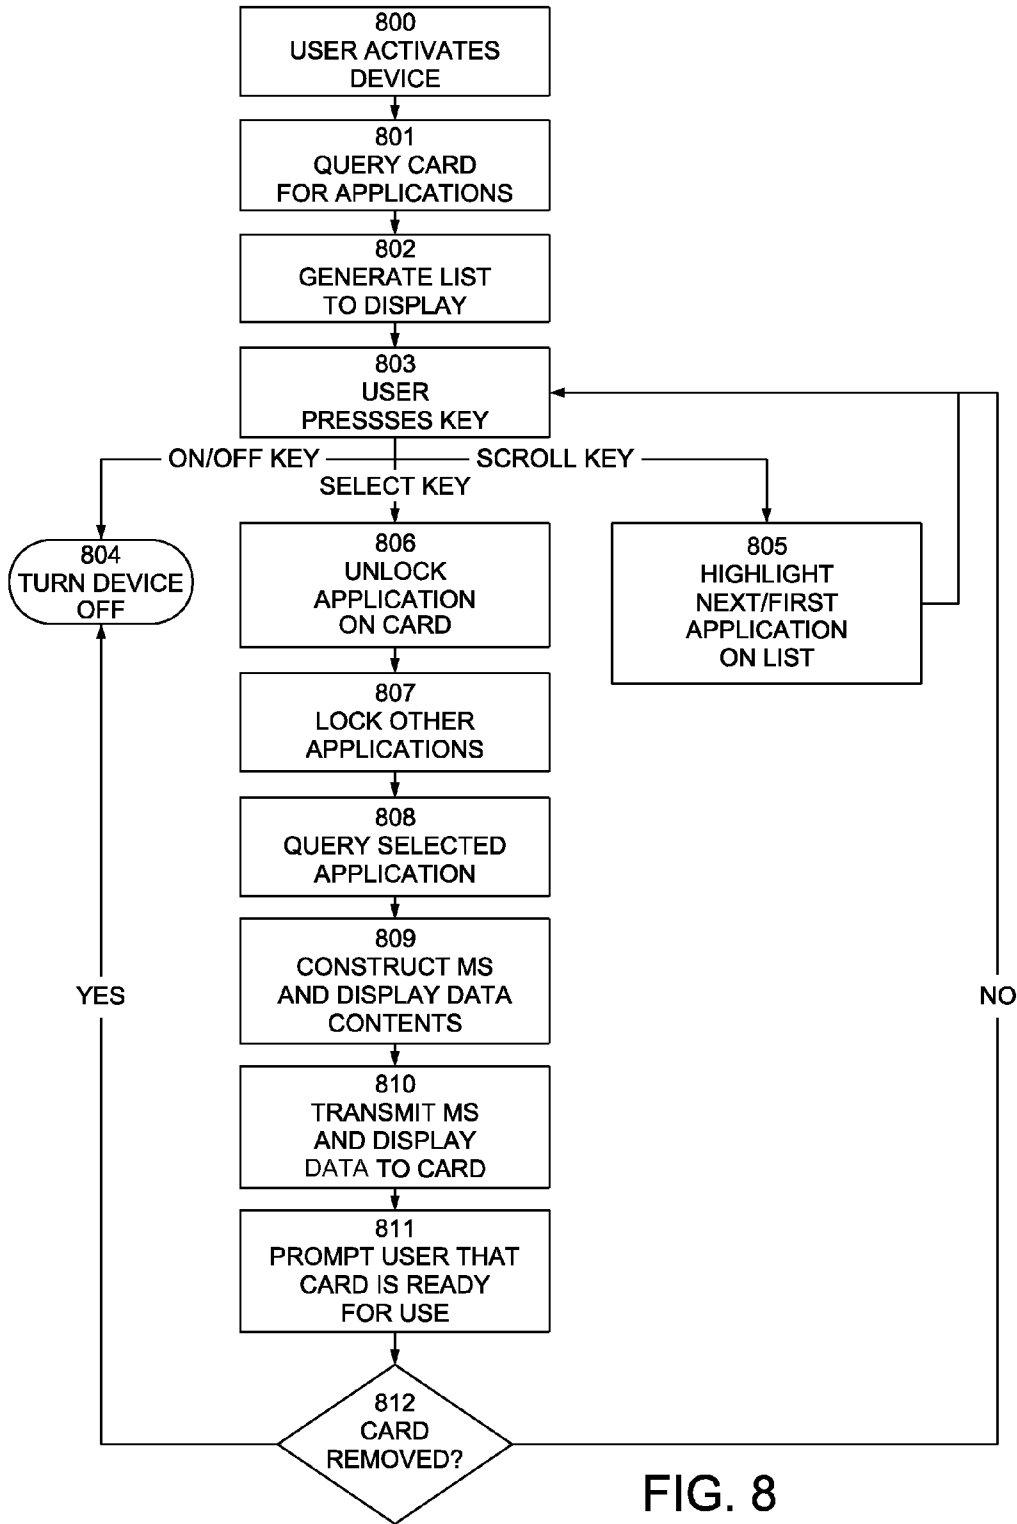 800
USER ACTIVATES
DEVICE
801
QUERY CARD
FOR APPLICATIONS
802
GENERATE LIST
TO DISPLAY
803
USER
PRESSSES KEY
ON/OFF KEY
SCROLL KEY
SELECT KEY
804
TURN DEVICE
OFF
806
UNLOCK
APPLICATION
ON CARD
805
HIGHLIGHT
NEXT/FIRST
APPLICATION
ON LIST
807
LOCK OTHER
APPLICATIONS
808
QUERY SELECTED
APPLICATION
809
CONSTRUCT MS
AND DISPLAY DATA
CONTENTS
YES
NO
810
TRANSMIT MS
AND DISPLAY
DATA TO CARD
811
PROMPT USER THAT
CARD IS READY
FOR USE
812
CARD
REMOVED?
FIG. 8